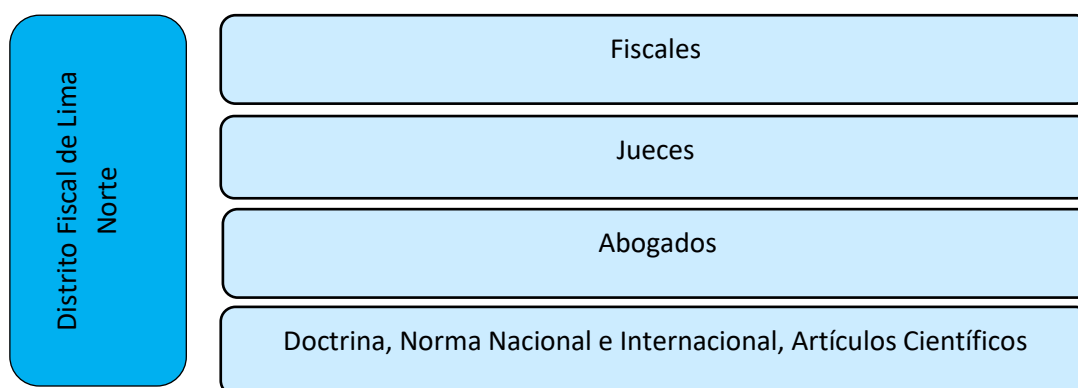 Distrito Fiscal de Lima
Norte
Fiscales
Jueces
Abogados
Doctrina, Norma Nacional e Internacional, Artículos Científicos